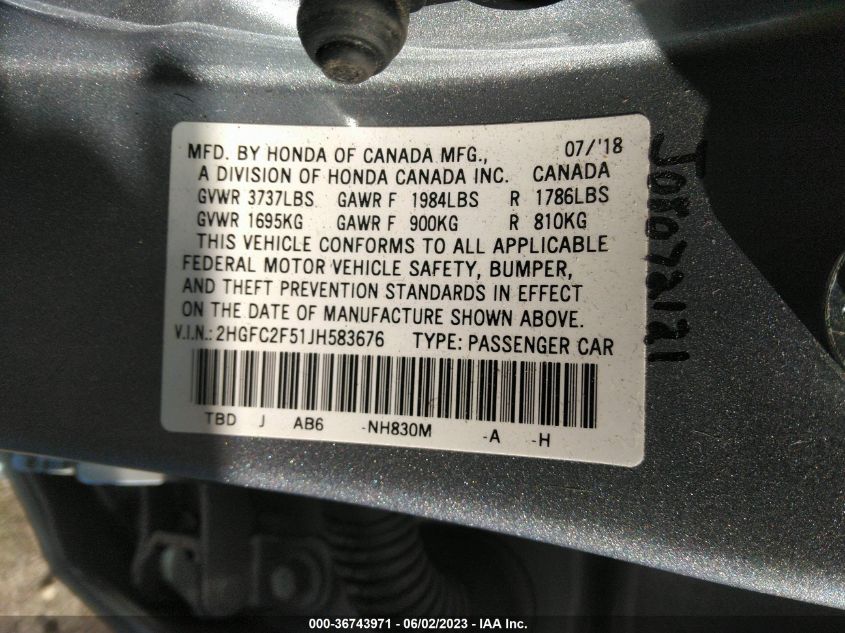 MFD. BY HONDA OF CANADA MFG., 07/'18
A DIVISION OF HONDA CANADA INC. CANADA
GVWR 3737LBS GAWR F 1984LBS R 1786LBS
GVWR 1695KG GAWR F 900KG R 810KG
THIS VEHICLE CONFORMS TO ALL APPLICABLE
FEDERAL MOTOR VEHICLE SAFETY, BUMPER,
AND THEFT PREVENTION STANDARDS IN EFFECT
ON THE DATE OF MANUFACTURE SHOWN ABOVE.
V.I.N.: 2HGFC2F51JH583676 TYPE: PASSENGER CAR
TBD J AB6 -NH830M -A -H
000-36743971 - 06/02/2023 - IAA Inc.